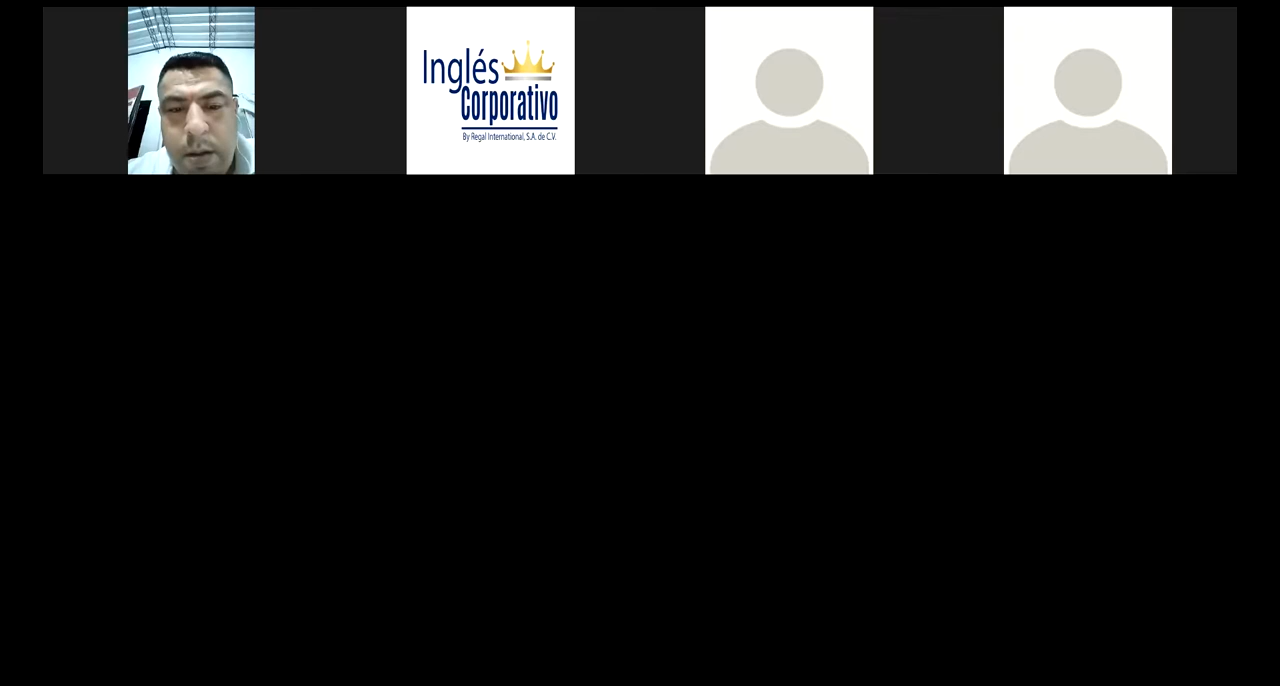 Inglés
Corporativo
By Regal International, S.A. de C.V.